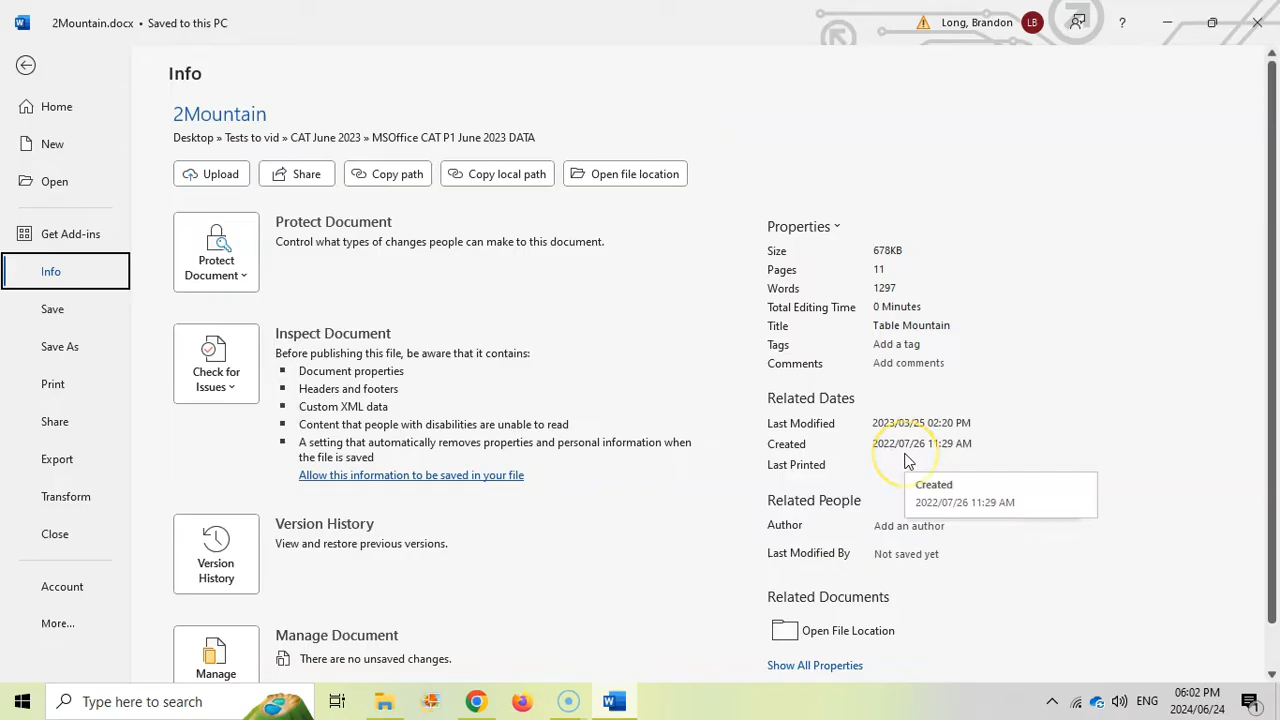 2Mountain.docx • Saved to this PC
Long, Brandon
LB
?
Info
Home
New
Open
Get Add-ins
Info
Save
Save As
Print
Share
Export
Transform
Close
Account
More...
2Mountain
Desktop » Tests to vid » CAT June 2023 » MSOffice CAT P1 June 2023 DATA
Upload
Share
Copy path
Copy local path
Open file location
Protect Document
Protect Document
Control what types of changes people can make to this document.
Check for Issues
Inspect Document
Before publishing this file, be aware that it contains:
Document properties
Headers and footers
Custom XML data
Content that people with disabilities are unable to read
A setting that automatically removes properties and personal information when
the file is saved
Allow this information to be saved in your file
Version History
Version History
View and restore previous versions.
Manage
Manage Document
There are no unsaved changes.
Properties
Size 678KB
Pages 11
Words 1297
Total Editing Time 0 Minutes
Title Table Mountain
Tags Add a tag
Comments Add comments
Related Dates
Last Modified 2023/03/25 02:20 PM
Created 2022/07/26 11:29 AM
Last Printed
Created
2022/07/26 11:29 AM
Related People
Author Add an author
Last Modified By Not saved yet
Related Documents
Open File Location
Show All Properties
Type here to search
ENG
06:02 PM
2024/06/24
1